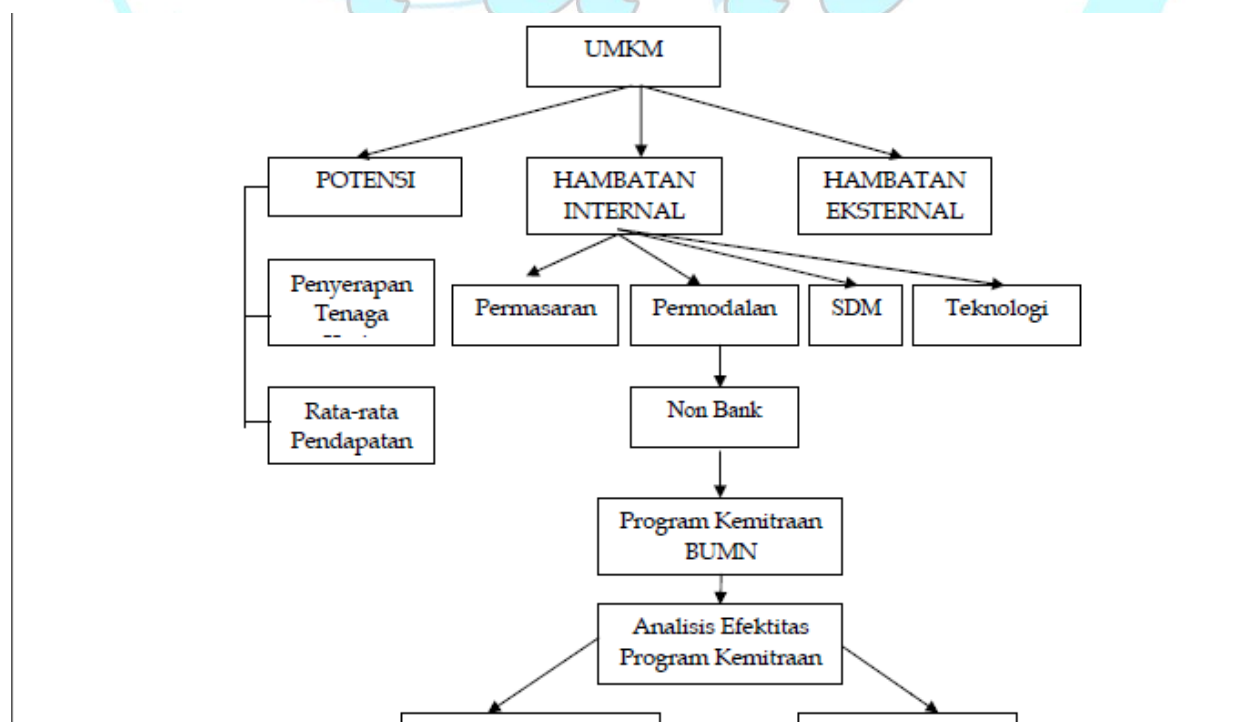 UMKM
POTENSI
HAMBATAN
INTERNAL
HAMBATAN
EKSTERNAL
Penyerapan
Tenaga
Permasaran
Permodalan
SDM
Teknologi
Rata-rata
Pendapatan
Non Bank
Program Kemitraan
BUMN
Analisis Efektitas
Program Kemitraan